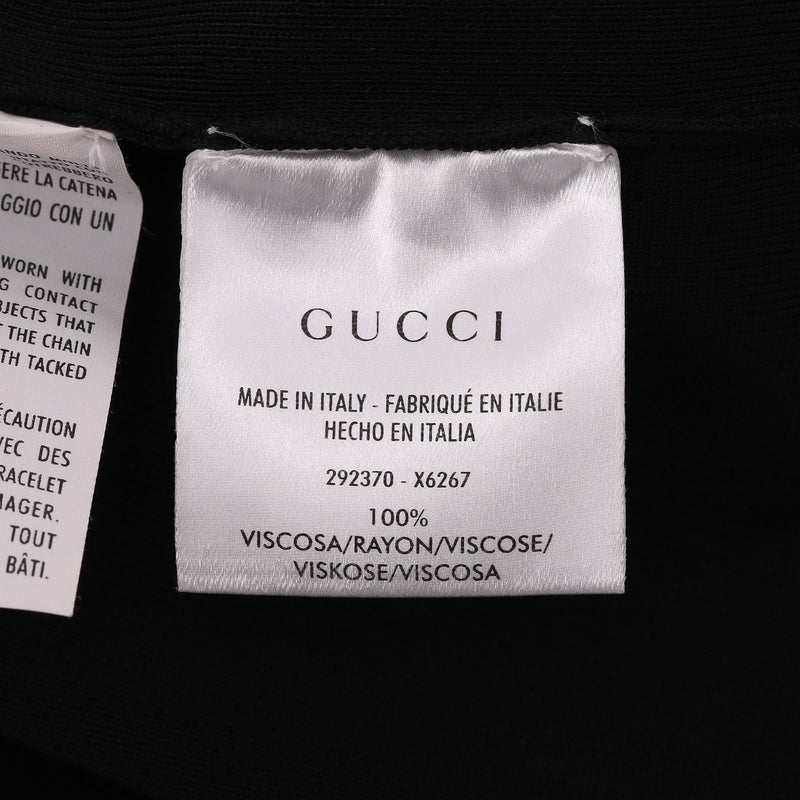 ERE LA CATENA
GGIO CON UN
WORN WITH
G CONTACT
BJECTS THAT
THE CHAIN
TH TACKED
ÉCAUTION
VEC DES
RACELET
MAGER.
TOUT
BÂTI.
GUCCI
MADE IN ITALY - FABRIQUÉ EN ITALIE
HECHO EN ITALIA
292370 - X6267
100%
VISCOSA/RAYON/VISCOSE/
VISKOSE/VISCOSA